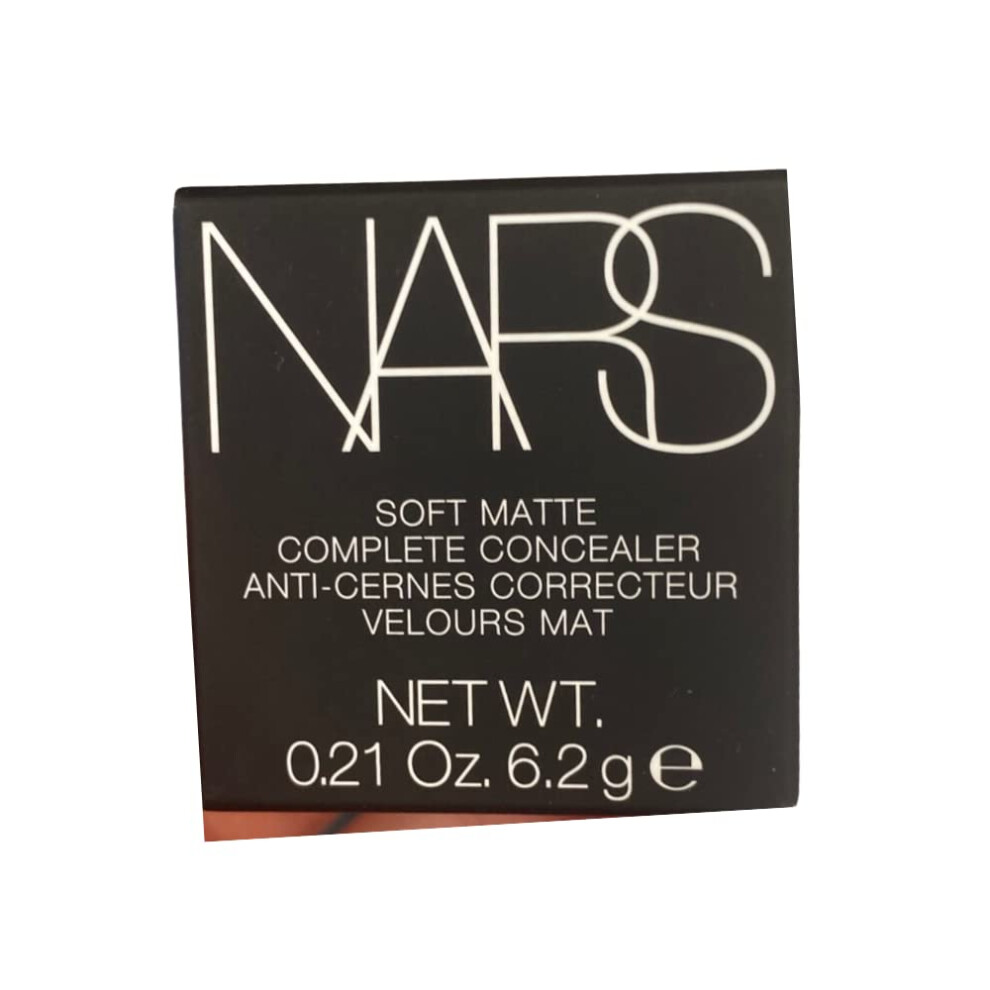 NARS
SOFT MATTE
COMPLETE CONCEALER
ANTI-CERNES CORRECTEUR
VELOURS MAT
NET WT.
0.21 Oz. 6.2 g ℮